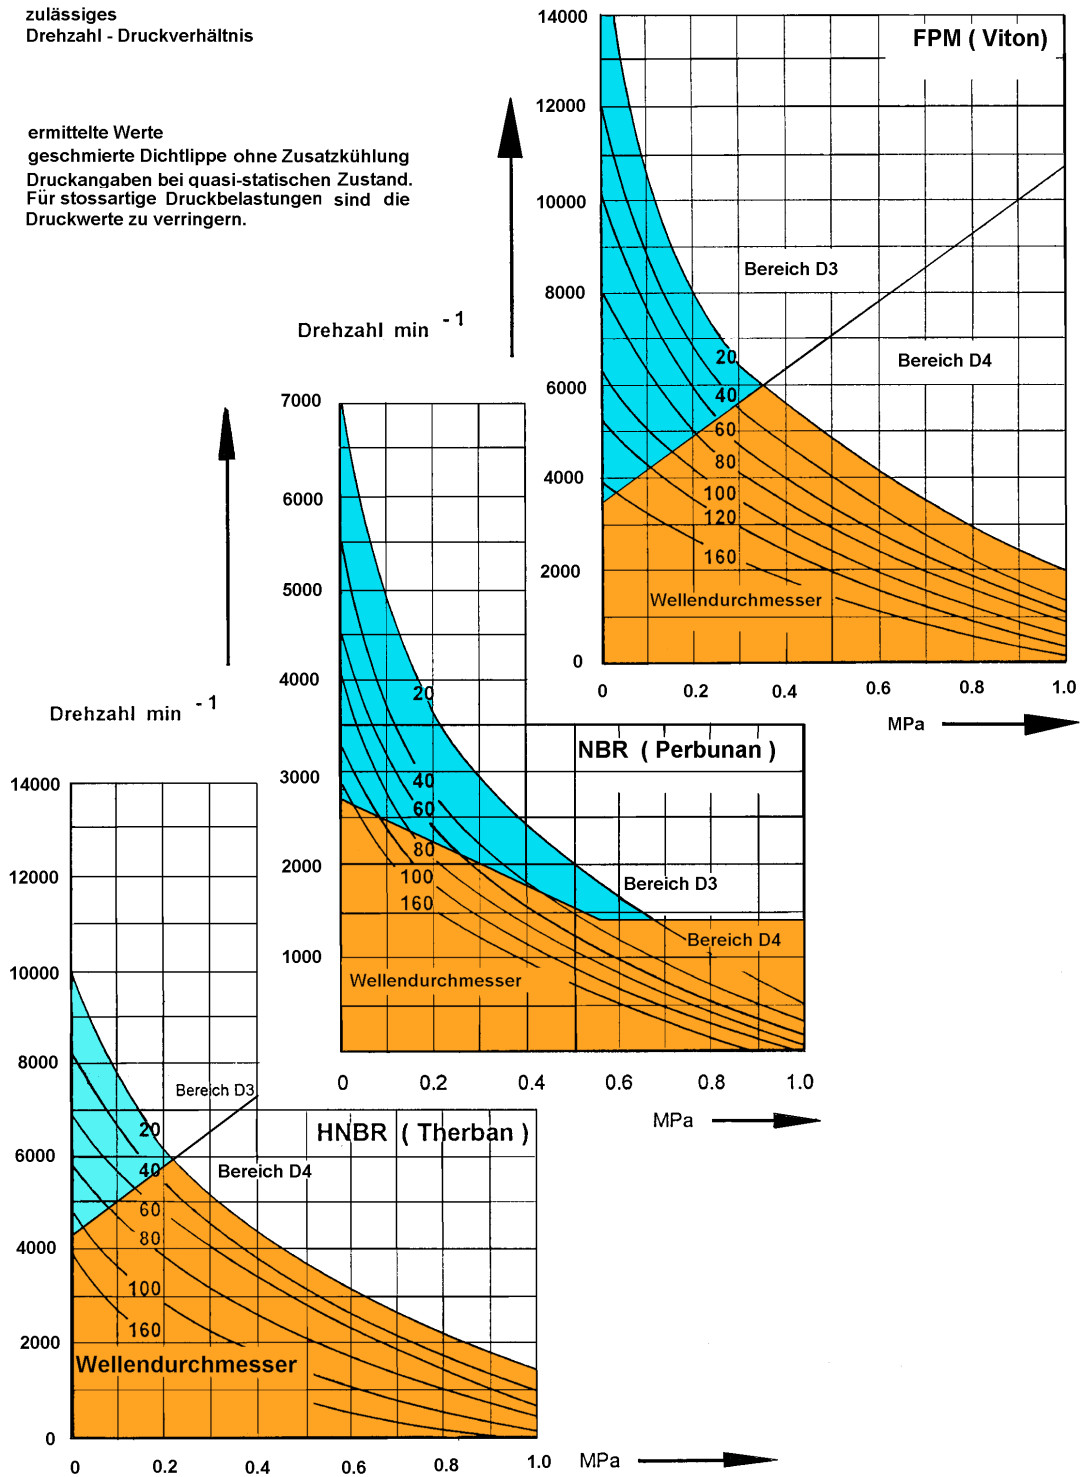 zulässiges
Drehzahl - Druckverhältnis
ermittelte Werte
geschmierte Dichtlippe ohne Zusatzkühlung
Druckangaben bei quasi-statischen Zustand.
Für stossartige Druckbelastungen sind die
Druckwerte zu verringern.
Drehzahl min -1
14000
12000
10000
8000
6000
4000
2000
0
FPM ( Viton)
Bereich D3
Bereich D4
20
40
60
80
100
120
160
Wellendurchmesser
0 0.2 0.4 0.6 0.8 1.0
MPa
Drehzahl min -1
7000
6000
5000
4000
3000
2000
1000
NBR ( Perbunan )
20
40
60
80
100
160
Bereich D3
Bereich D4
Wellendurchmesser
0 0.2 0.4 0.6 0.8 1.0
MPa
14000
12000
10000
8000
6000
4000
2000
0
Bereich D3
HNBR ( Therban )
Bereich D4
20
40
60
80
100
160
Wellendurchmesser
0 0.2 0.4 0.6 0.8 1.0
MPa